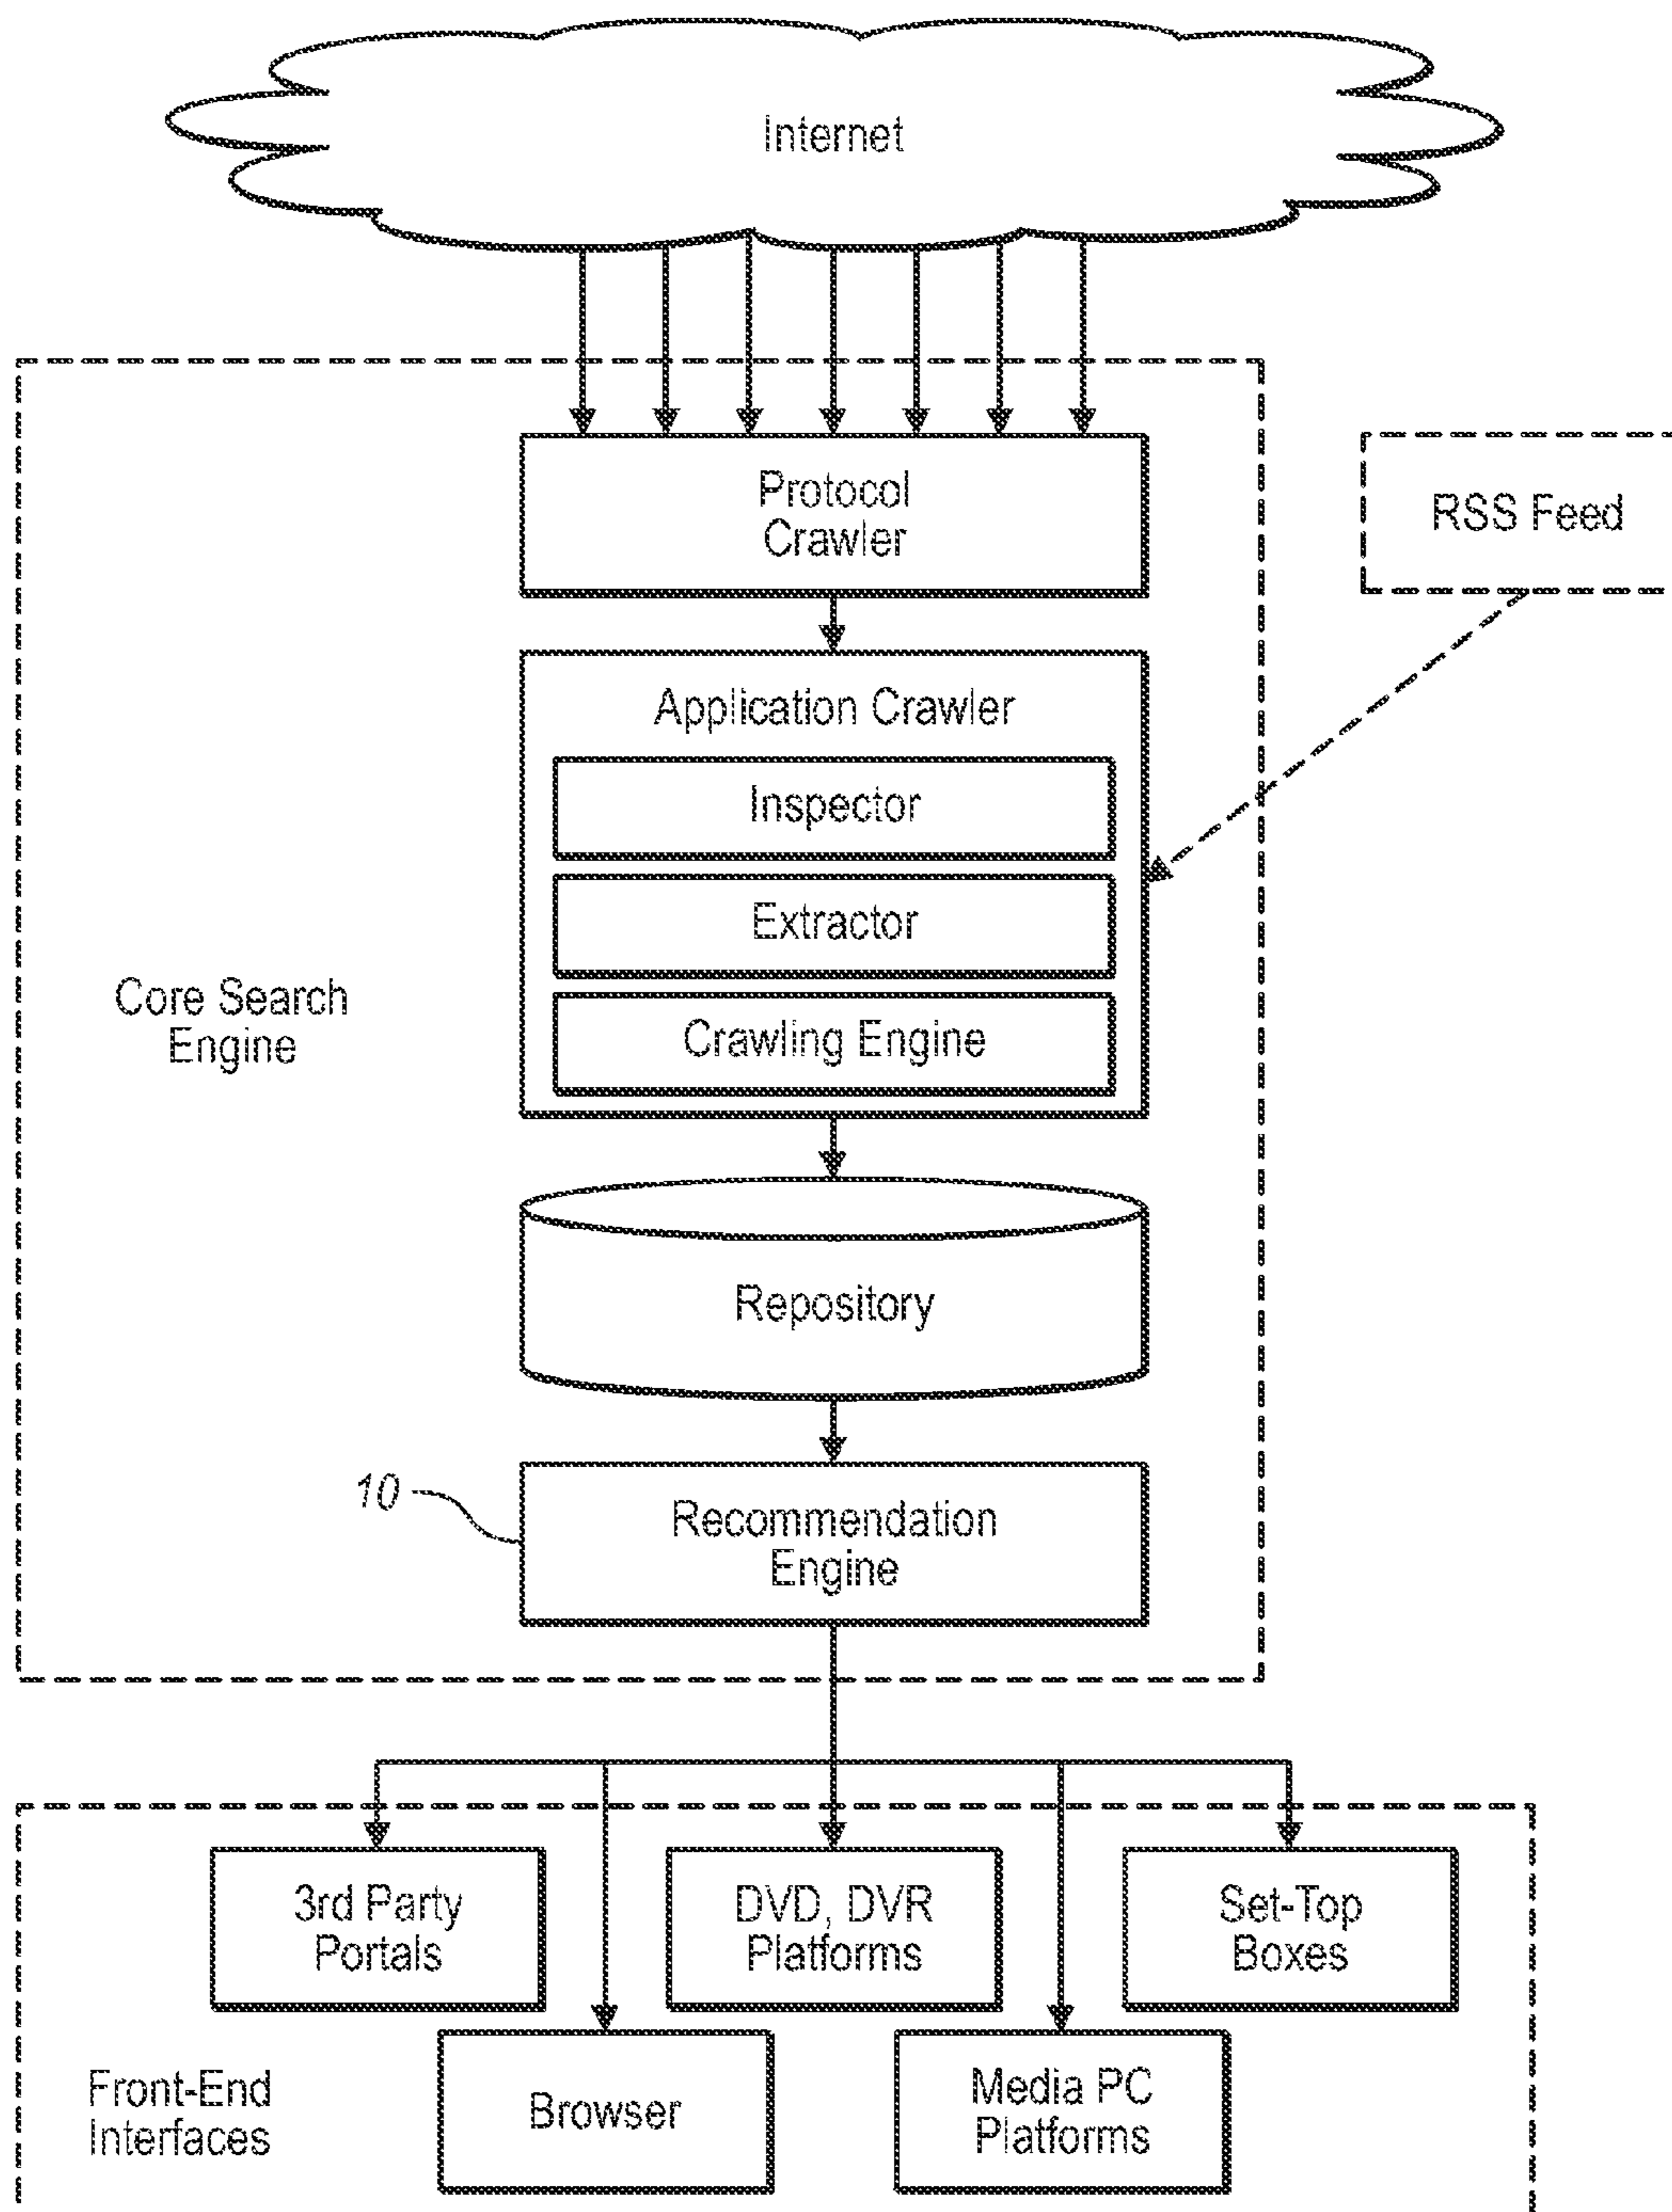 Internet
Protocol
Crawler
RSS Feed
Application Crawler
Inspector
Extractor
Crawling Engine
Core Search
Engine
Repository
10
Recommendation
Engine
3rd Party
Portals
DVD, DVR
Platforms
Set-Top
Boxes
Front-End
Interfaces
Browser
Media PC
Platforms